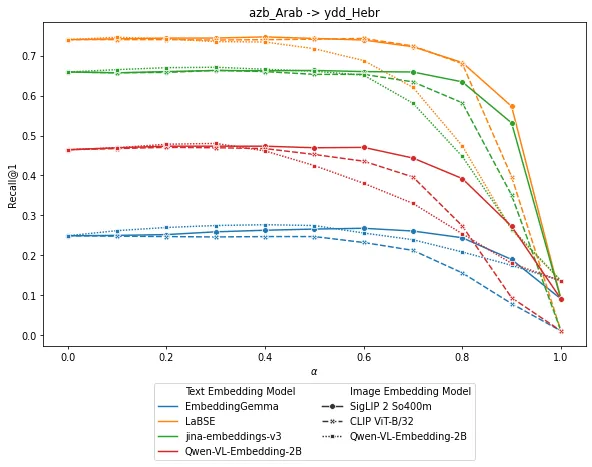 azb_Arab -> ydd_Hebr
Recall@1
0.7
0.6
0.5
0.4
0.3
0.2
0.1
0.0
0.0 0.2 0.4 0.6 0.8 1.0
α
Text Embedding Model Image Embedding Model
EmbeddingGemma SigLIP 2 So400m
LaBSE CLIP ViT-B/32
jina-embeddings-v3 Qwen-VL-Embedding-2B
Qwen-VL-Embedding-2B